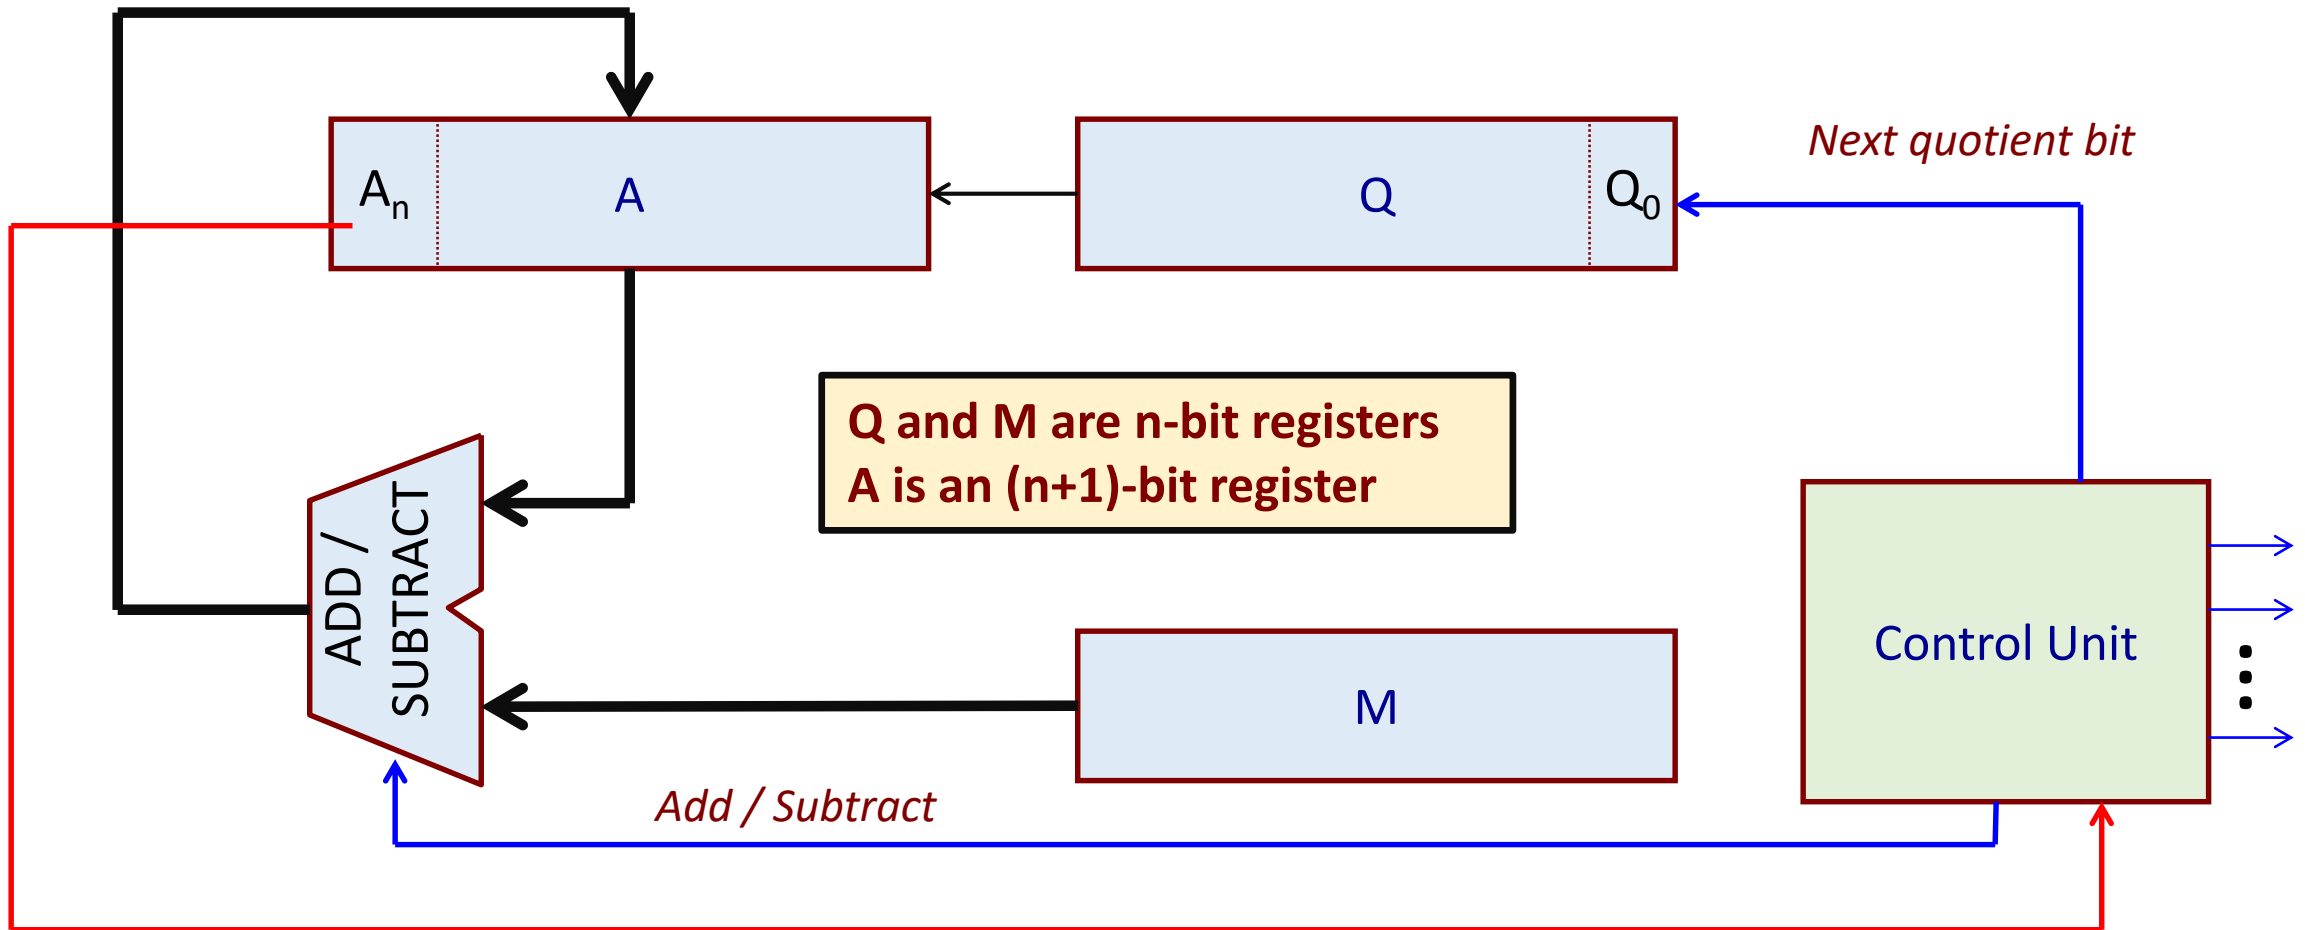 Next quotient bit
Aₙ
A
Q
Q₀
Q and M are n-bit registers
A is an (n+1)-bit register
ADD /
SUBTRACT
Control Unit
M
Add / Subtract